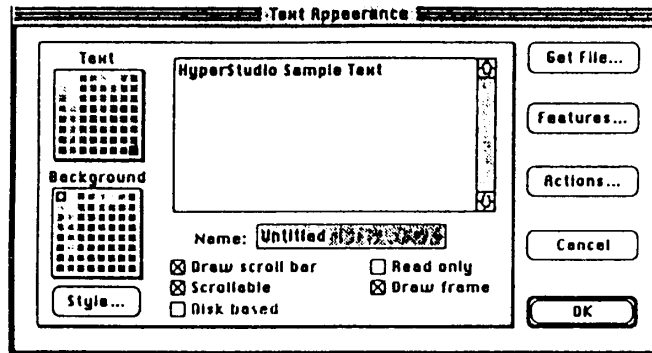 Text Appearance
Text
HyperStudio Sample Text
Background
Name: Untitled
Draw scroll bar
Scrollable
Disk based
Read only
Draw frame
Style...
Get File...
Features...
Actions...
Cancel
OK